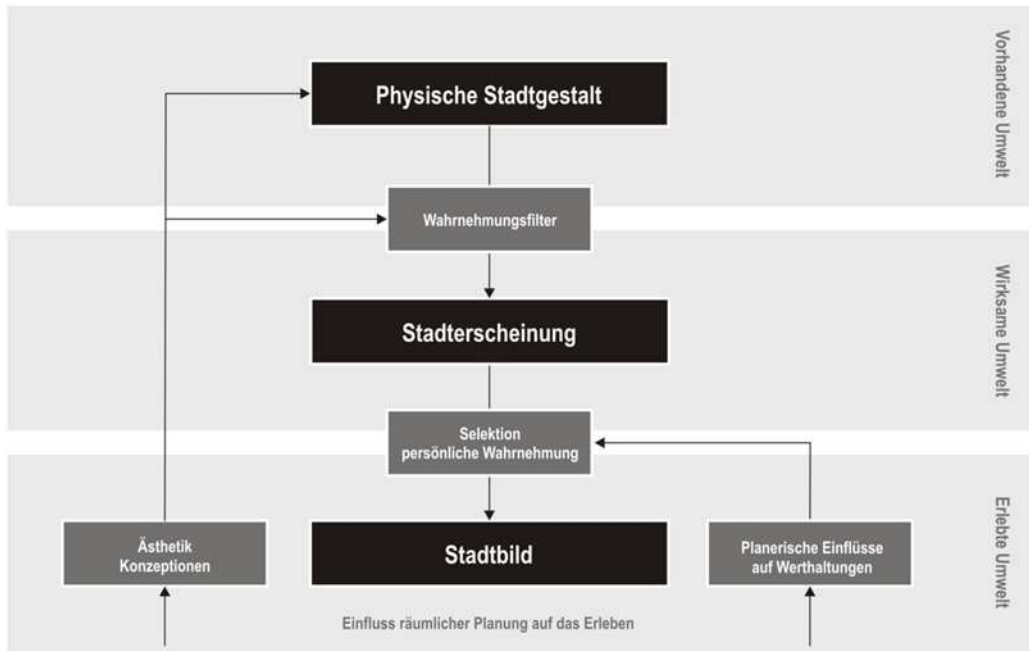 Vorhandene Umwelt
Physische Stadtgestalt
Wahrnehmungsfilter
Wirksame Umwelt
Stadterscheinung
Selektion
persönliche Wahrnehmung
Erlebte Umwelt
Ästhetik
Konzeptionen
Stadtbild
Planerische Einflüsse
auf Werthaltungen
Einfluss räumlicher Planung auf das Erleben